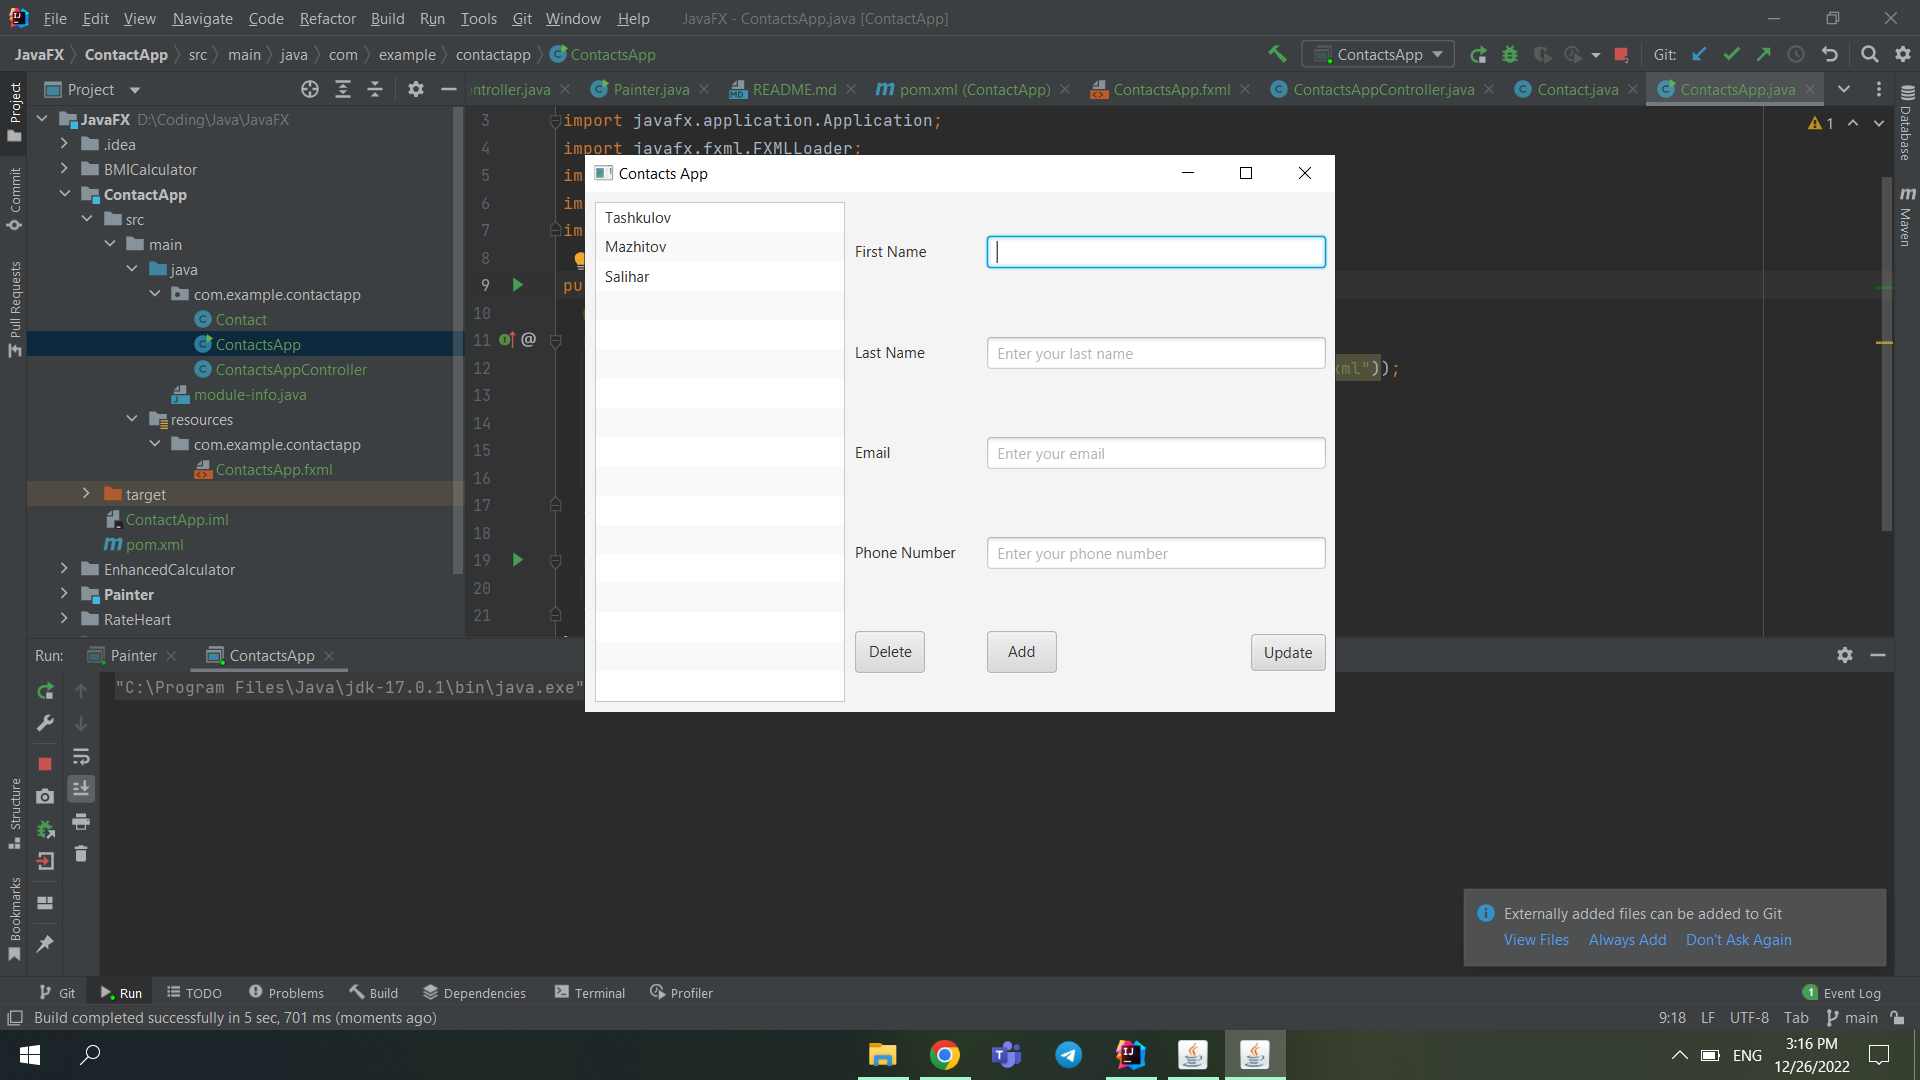 File Edit View Navigate Code Refactor Build Run Tools Git Window Help JavaFX - ContactsApp.java [ContactApp]
JavaFX ContactApp src main java com example contactapp ContactsApp
ContactsApp Git:
Project
ontroller.java Painter.java README.md pom.xml (ContactApp) ContactsApp.fxml ContactsAppController.java Contact.java ContactsApp.java
Project
Commit
Pull Requests
Structure
Bookmarks
Database
Maven
JavaFX D:\Coding\Java\JavaFX
.idea
BMICalculator
ContactApp
src
main
java
com.example.contactapp
Contact
ContactsApp
ContactsAppController
module-info.java
resources
com.example.contactapp
ContactsApp.fxml
target
ContactApp.iml
pom.xml
EnhancedCalculator
Painter
RateHeart
3 import javafx.application.Application;
4 import javafx.fxml.FXMLLoader;
5 im
6 im
7 im
8
9 pu
10
11 @
12 xml"));
13
14
15
16
17
18
19
20
21
1
Contacts App
Tashkulov
Mazhitov
Salihar
First Name
Last Name Enter your last name
Email Enter your email
Phone Number Enter your phone number
Delete Add Update
Run: Painter ContactsApp
"C:\Program Files\Java\jdk-17.0.1\bin\java.exe"
Externally added files can be added to Git
View Files Always Add Don't Ask Again
Git Run TODO Problems Build Dependencies Terminal Profiler 1 Event Log
Build completed successfully in 5 sec, 701 ms (moments ago) 9:18 LF UTF-8 Tab main
ENG 3:16 PM
12/26/2022